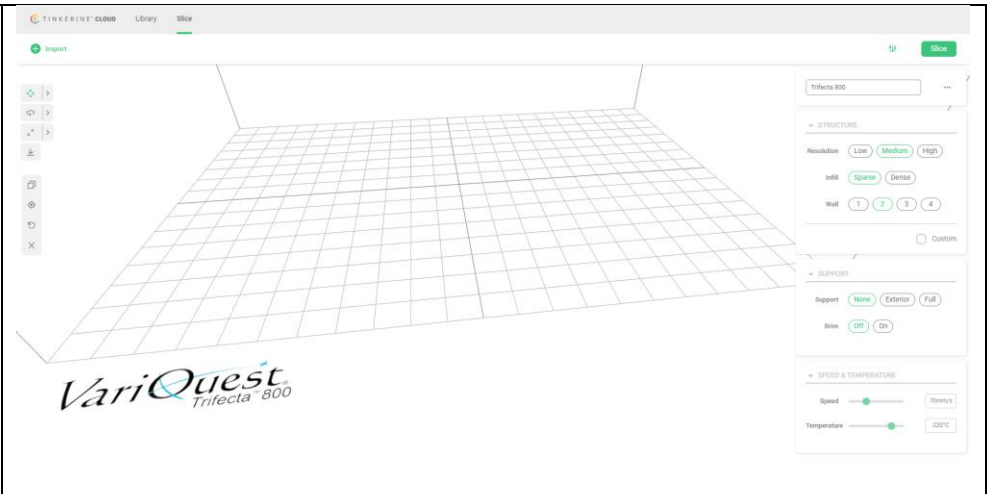 TINKERINE® CLOUD Library Slice
Import Slice
Trifecta 800 ...
STRUCTURE
Resolution Low Medium High
Infill Sparse Dense
Wall 1 2 3 4
Custom
SUPPORT
Support None Exterior Full
Brim Off On
SPEED & TEMPERATURE
Speed 70mm/s
Temperature 220°C
VariQuest®
Trifecta™ 800